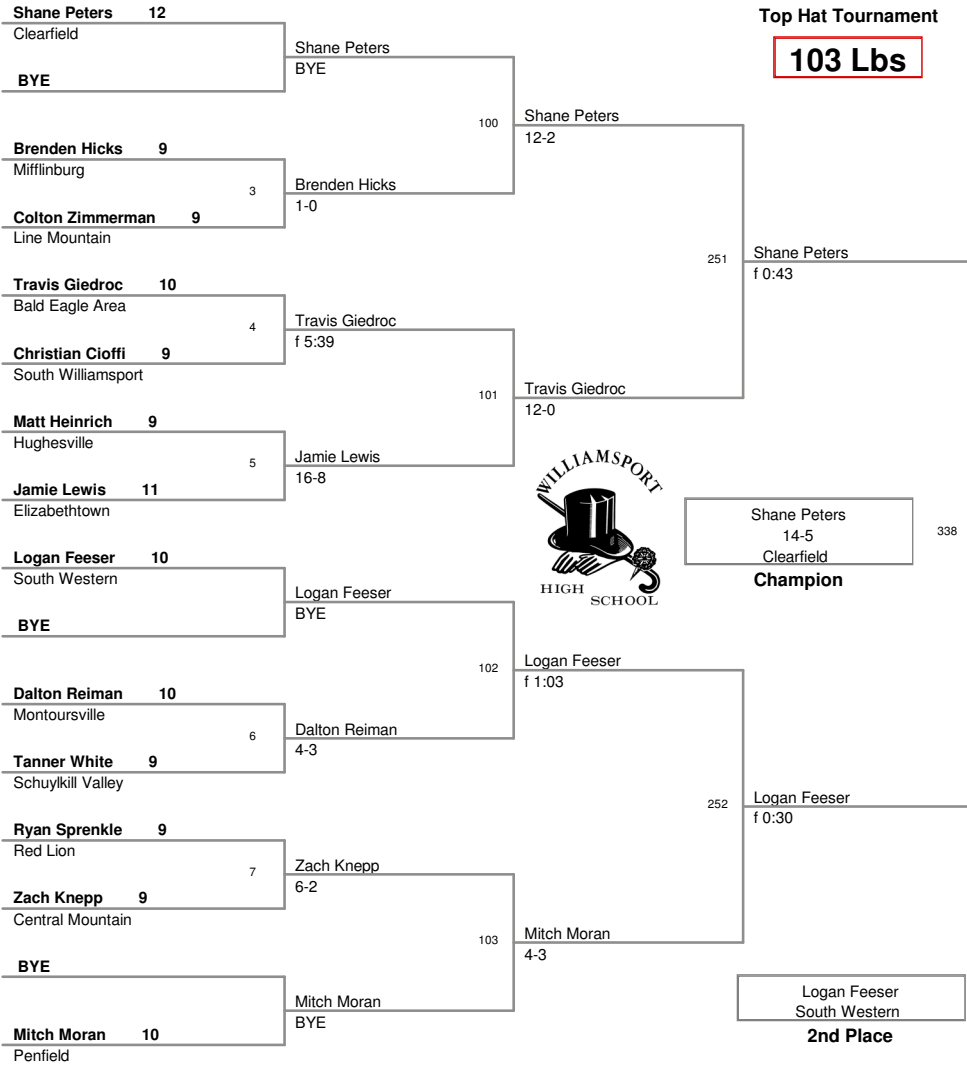 Top Hat Tournament
103 Lbs
Shane Peters 12
Clearfield
BYE
Brenden Hicks 9
Mifflinburg
3
Colton Zimmerman 9
Line Mountain
Travis Giedroc 10
Bald Eagle Area
4
Christian Cioffi 9
South Williamsport
Matt Heinrich 9
Hughesville
5
Jamie Lewis 11
Elizabethtown
Logan Feeser 10
South Western
BYE
Dalton Reiman 10
Montoursville
6
Tanner White 9
Schuylkill Valley
Ryan Sprenkle 9
Red Lion
7
Zach Knepp 9
Central Mountain
BYE
Mitch Moran 10
Penfield
Shane Peters
BYE
100
Brenden Hicks
1-0
Travis Giedroc
f 5:39
101
Jamie Lewis
16-8
Logan Feeser
BYE
102
Dalton Reiman
4-3
Zach Knepp
6-2
103
Mitch Moran
BYE
Shane Peters
12-2
251
Travis Giedroc
12-0
WILLIAMSPORT
HIGH
SCHOOL
Logan Feeser
f 1:03
252
Mitch Moran
4-3
Shane Peters
f 0:43
Shane Peters
14-5
Clearfield
338
Champion
Logan Feeser
f 0:30
Logan Feeser
South Western
2nd Place